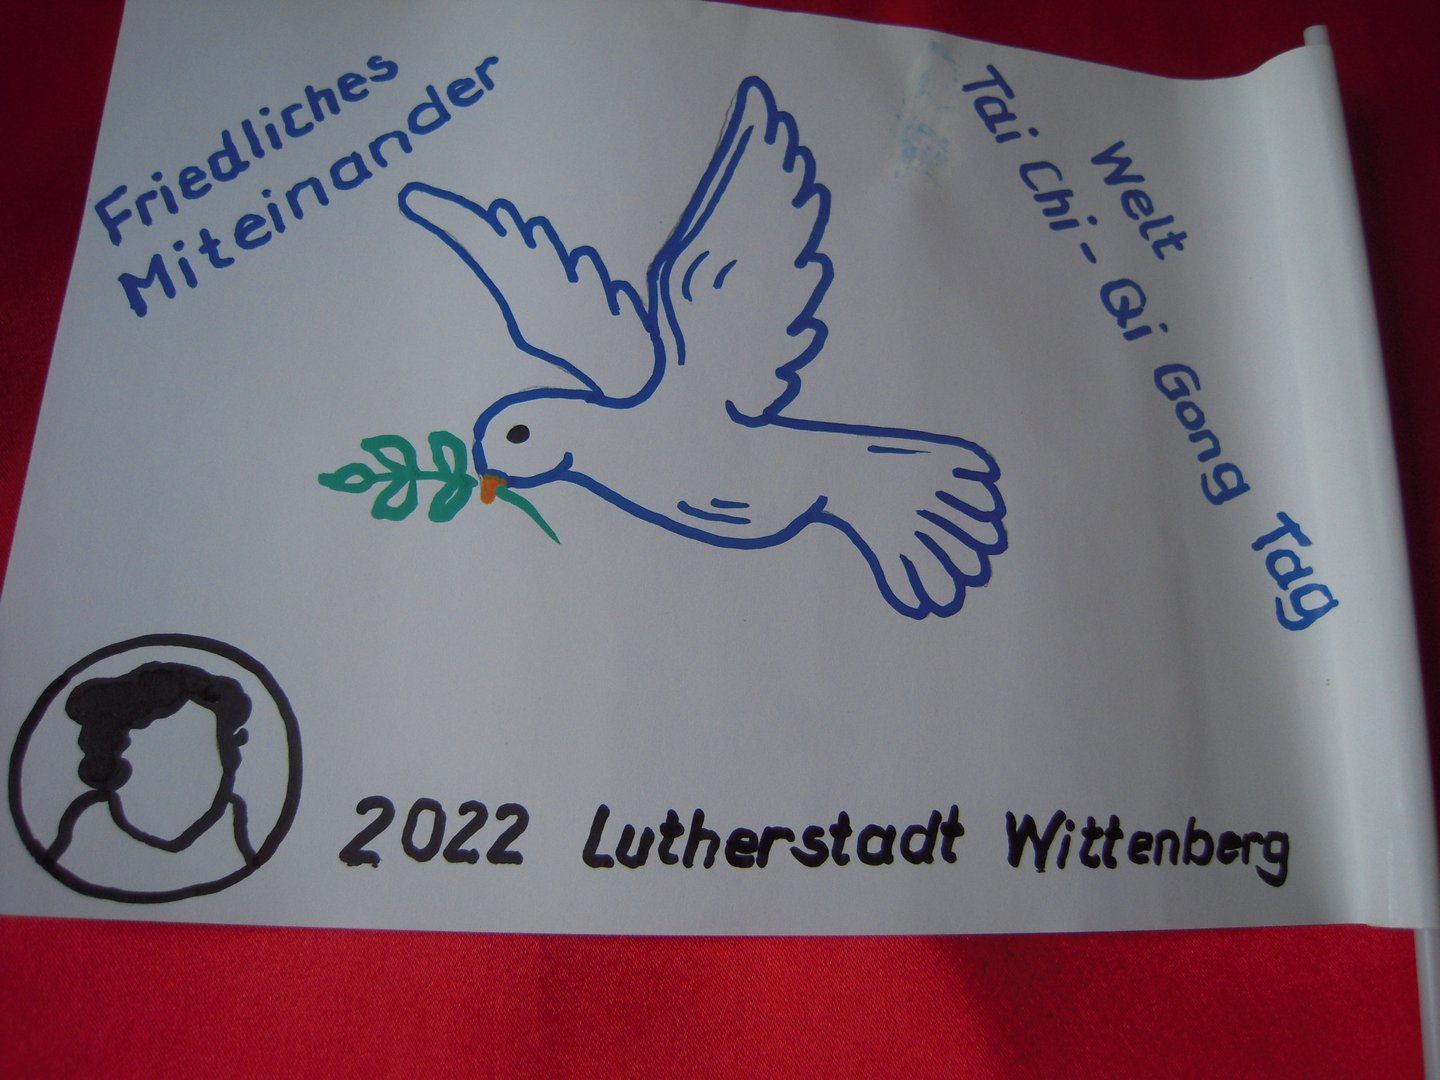 Friedliches
Miteinander
Welt
Tai Chi - Qi Gong Tag
2022 Lutherstadt Wittenberg